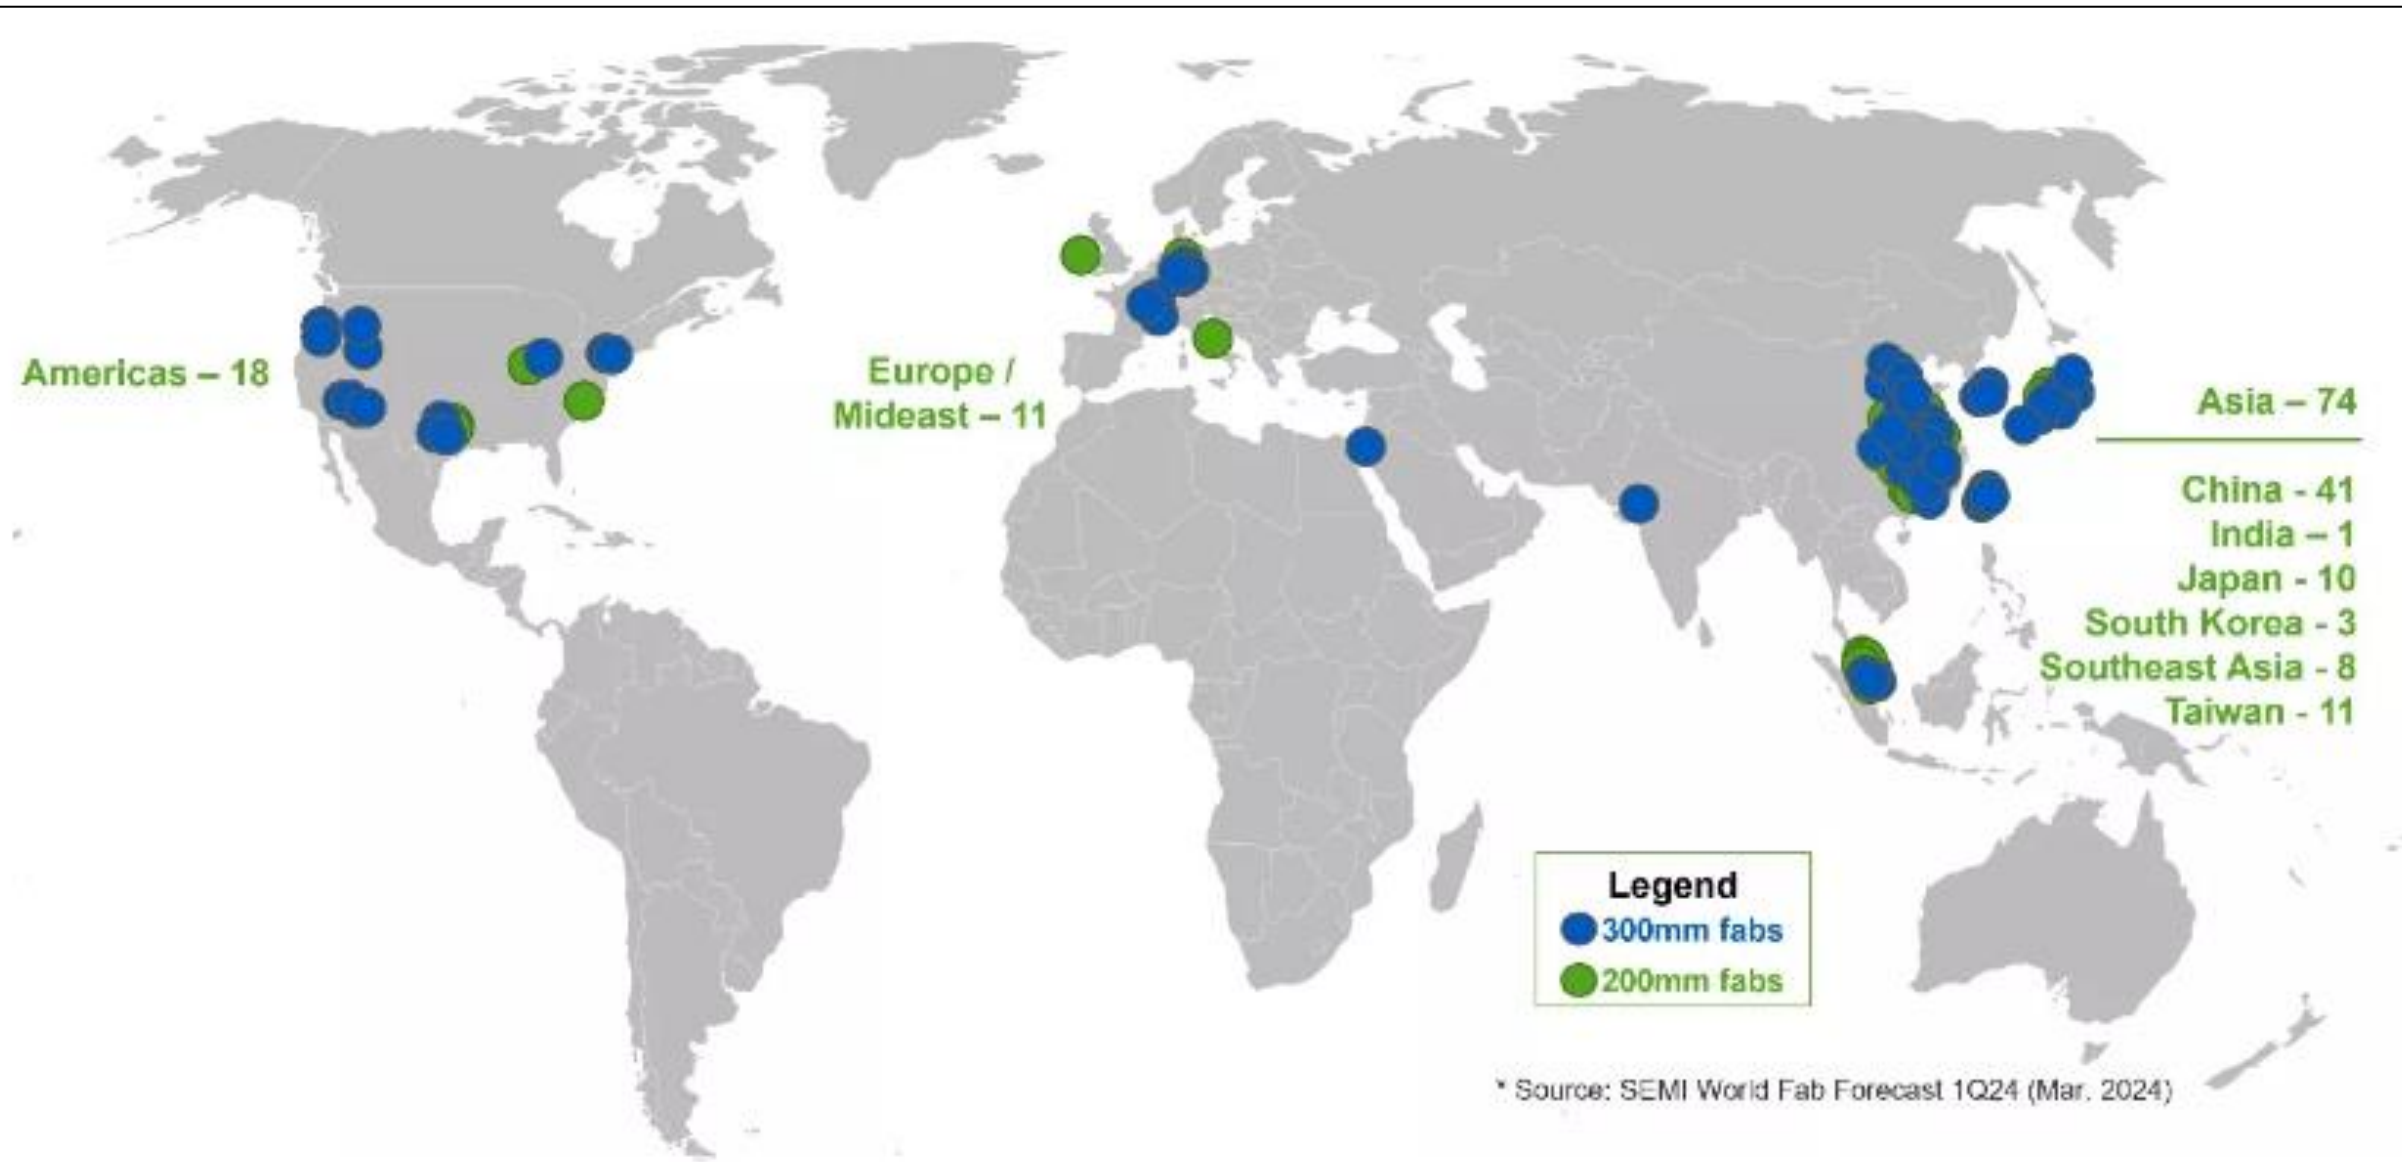 Americas – 18
Europe /
Mideast – 11
Asia – 74
China - 41
India – 1
Japan - 10
South Korea - 3
Southeast Asia - 8
Taiwan - 11
Legend
300mm fabs
200mm fabs
* Source: SEMI World Fab Forecast 1Q24 (Mar. 2024)